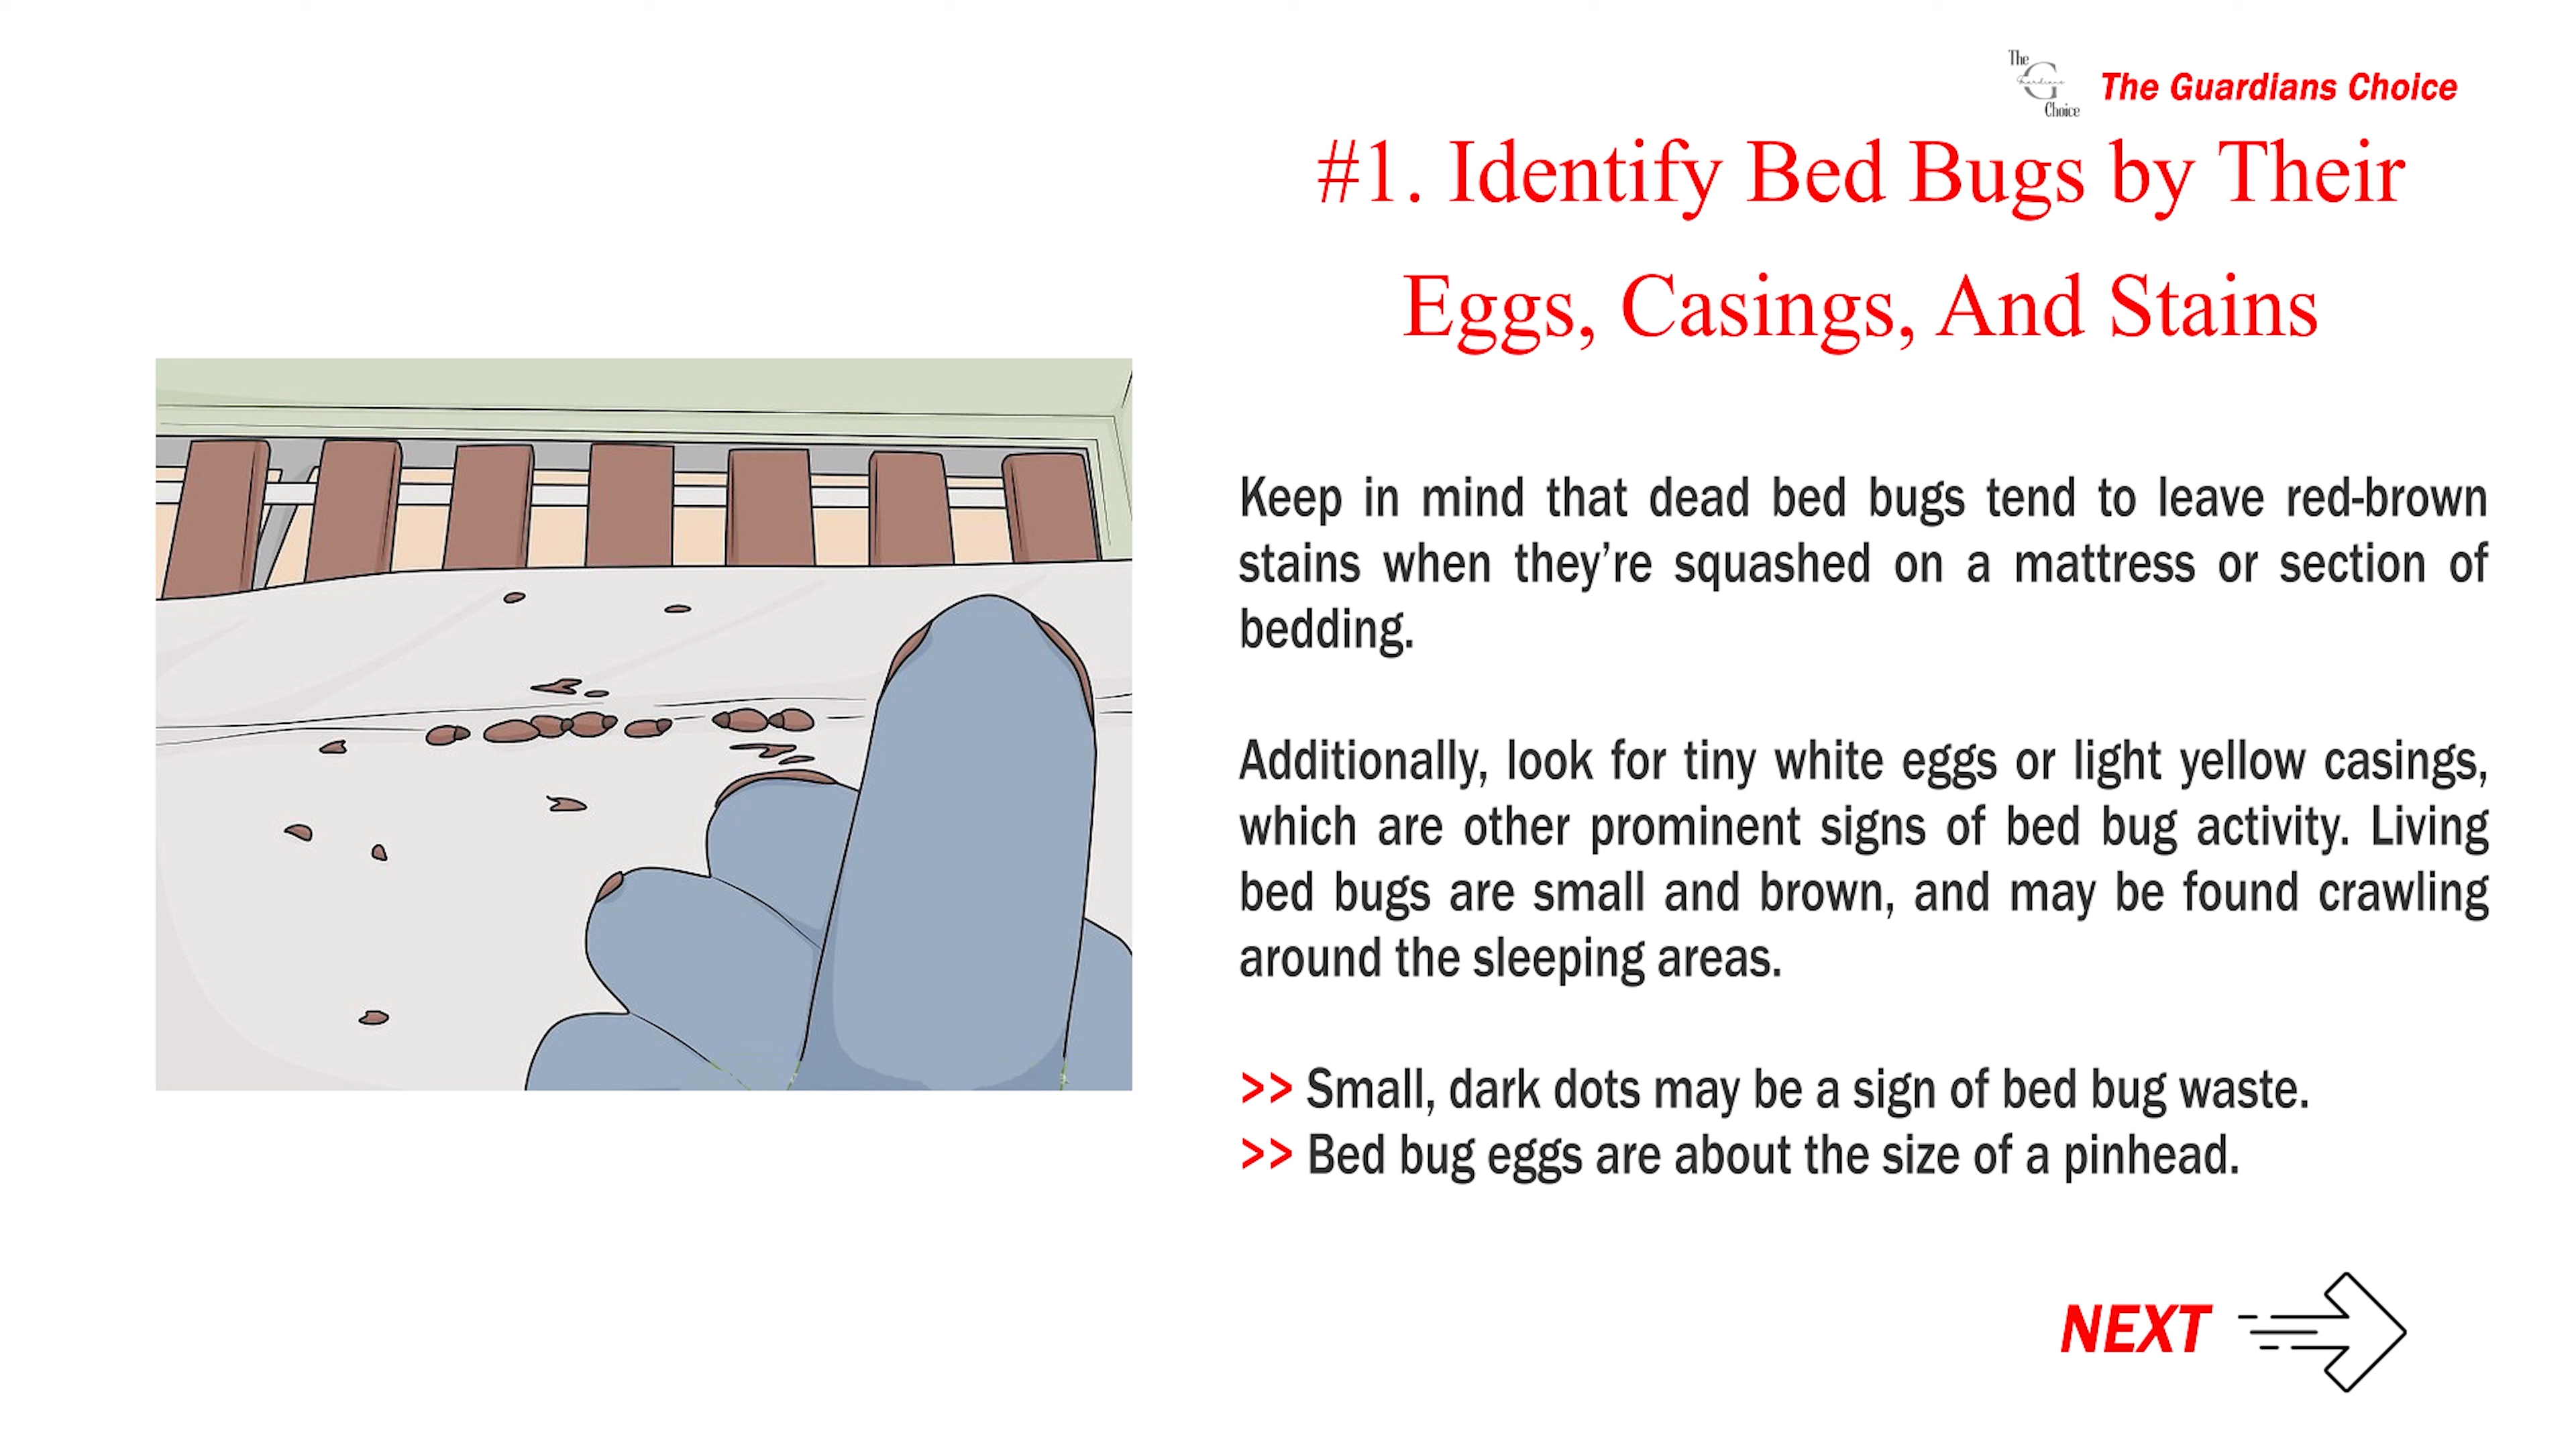 The
Guardians
G
Choice
The Guardians Choice
#1. Identify Bed Bugs by Their
Eggs, Casings, And Stains
Keep in mind that dead bed bugs tend to leave red-brown
stains when they’re squashed on a mattress or section of
bedding.
Additionally, look for tiny white eggs or light yellow casings,
which are other prominent signs of bed bug activity. Living
bed bugs are small and brown, and may be found crawling
around the sleeping areas.
>> Small, dark dots may be a sign of bed bug waste.
>> Bed bug eggs are about the size of a pinhead.
NEXT